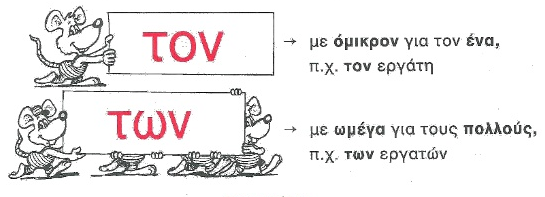 τον
→ με όμικρον για τον ένα,
π.χ. τον εργάτη
των
→ με ωμέγα για τους πολλούς,
π.χ. των εργατών